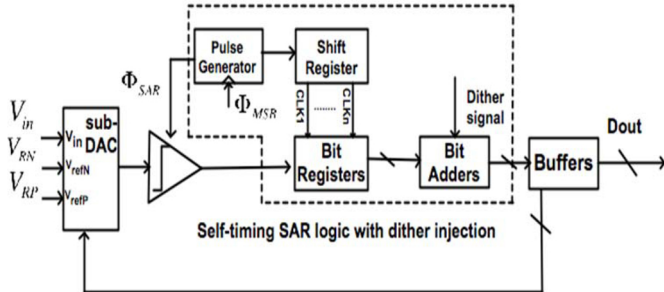 Pulse
Generator
Shift
Register
Φ_SAR
Φ_MSR
CLK1
........
CLKn
Dither
signal
V_in
V_RN
V_RP
V_in
V_refN
V_refP
sub-
DAC
Bit
Registers
Bit
Adders
Buffers
Dout
Self-timing SAR logic with dither injection